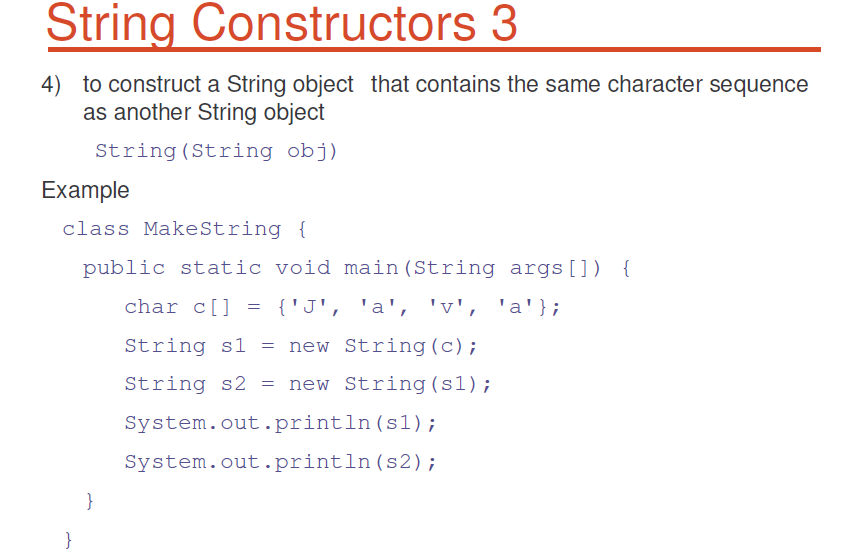 String Constructors 3
4) to construct a String object that contains the same character sequence
as another String object
String(String obj)
Example
class MakeString {
public static void main(String args[]) {
char c[] = {'J', 'a', 'v', 'a'};
String s1 = new String(c);
String s2 = new String(s1);
System.out.println(s1);
System.out.println(s2);
}
}